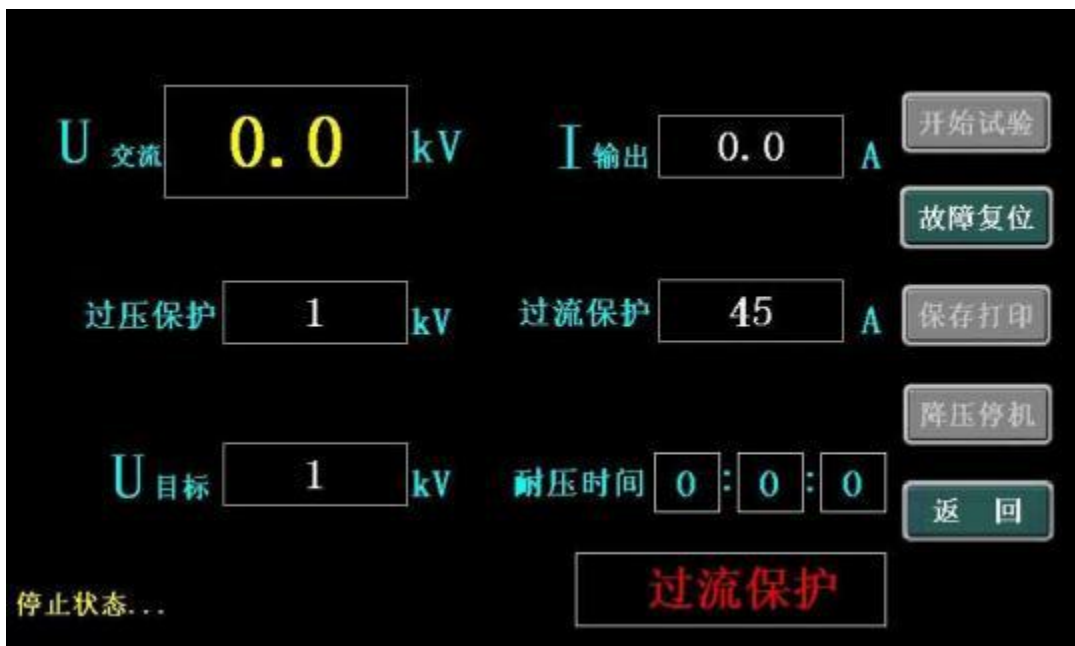 U 交流 0.0 kV I 输出 0.0 A 开始试验
故障复位
过压保护 1 kV 过流保护 45 A 保存打印
降压停机
U 目标 1 kV 耐压时间 0 : 0 : 0
返 回
过流保护
停止状态...